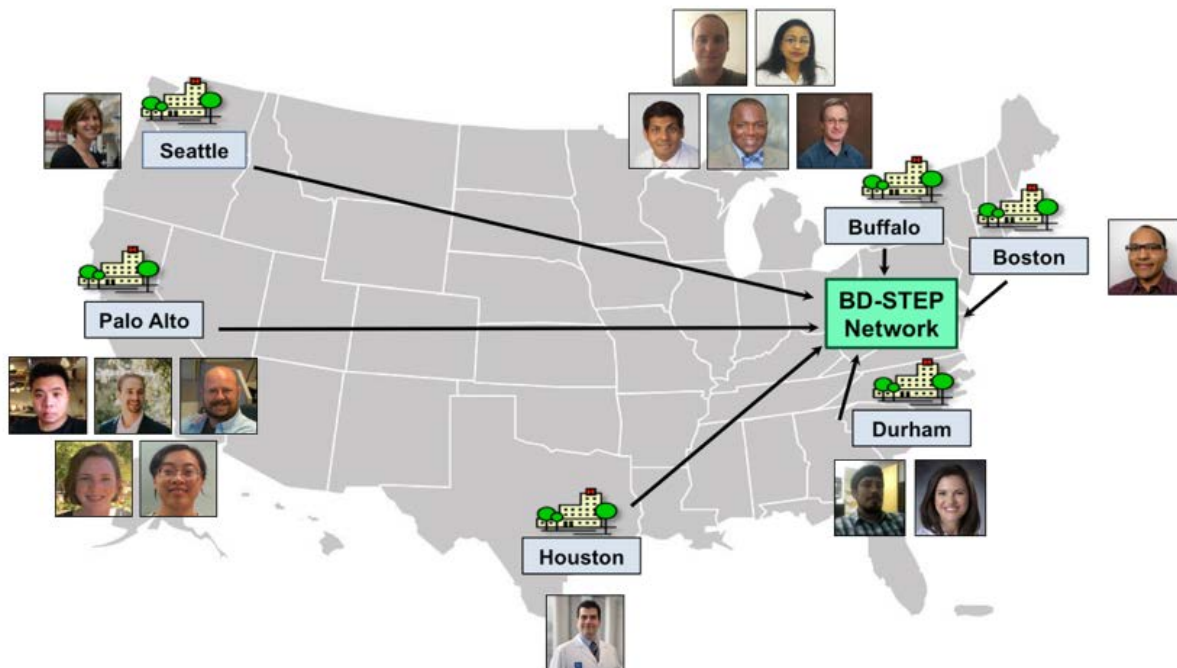 Seattle
Buffalo
Boston
Palo Alto
BD-STEP
Network
Durham
Houston